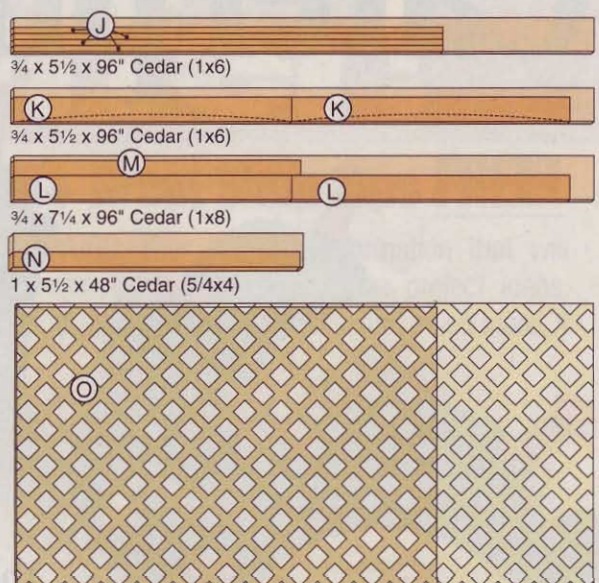 J
¾ x 5½ x 96" Cedar (1x6)
K K
¾ x 5½ x 96" Cedar (1x6)
M
L L
¾ x 7¼ x 96" Cedar (1x8)
N
1 x 5½ x 48" Cedar (5/4x4)
O